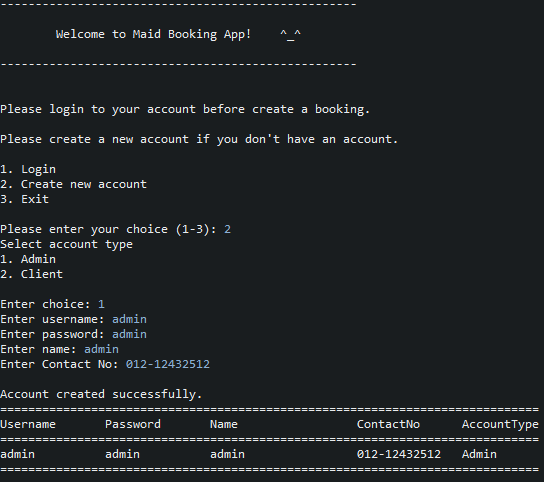 ---------------------------------------------------
Welcome to Maid Booking App!    ^_^
---------------------------------------------------
Please login to your account before create a booking.
Please create a new account if you don't have an account.
1. Login
2. Create new account
3. Exit
Please enter your choice (1-3): 2
Select account type
1. Admin
2. Client
Enter choice: 1
Enter username: admin
Enter password: admin
Enter name: admin
Enter Contact No: 012-12432512
Account created successfully.
=============================================================================
Username       Password       Name                 ContactNo      AccountType
=============================================================================
admin          admin          admin                012-12432512   Admin
=============================================================================